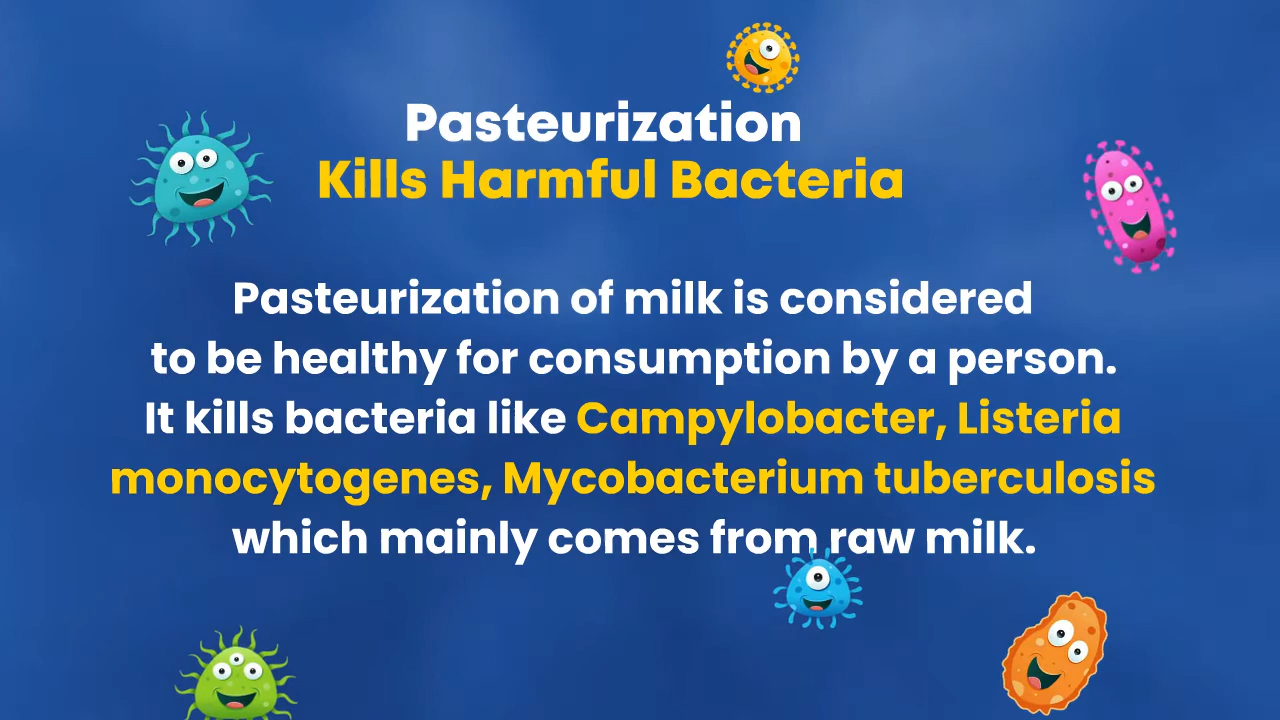 Pasteurization
Kills Harmful Bacteria
Pasteurization of milk is considered
to be healthy for consumption by a person.
It kills bacteria like Campylobacter, Listeria
monocytogenes, Mycobacterium tuberculosis
which mainly comes from raw milk.